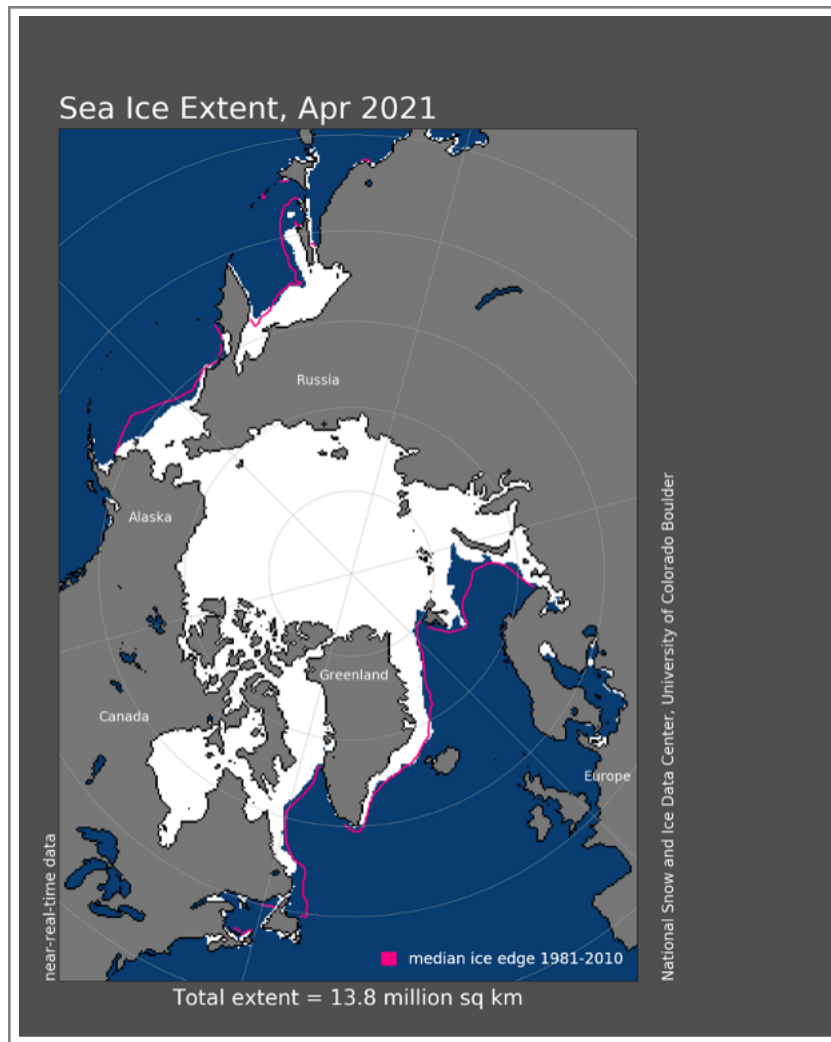 Sea Ice Extent, Apr 2021
Russia
Alaska
Greenland
Canada
Europe
near-real-time data
National Snow and Ice Data Center, University of Colorado Boulder
median ice edge 1981-2010
Total extent = 13.8 million sq km